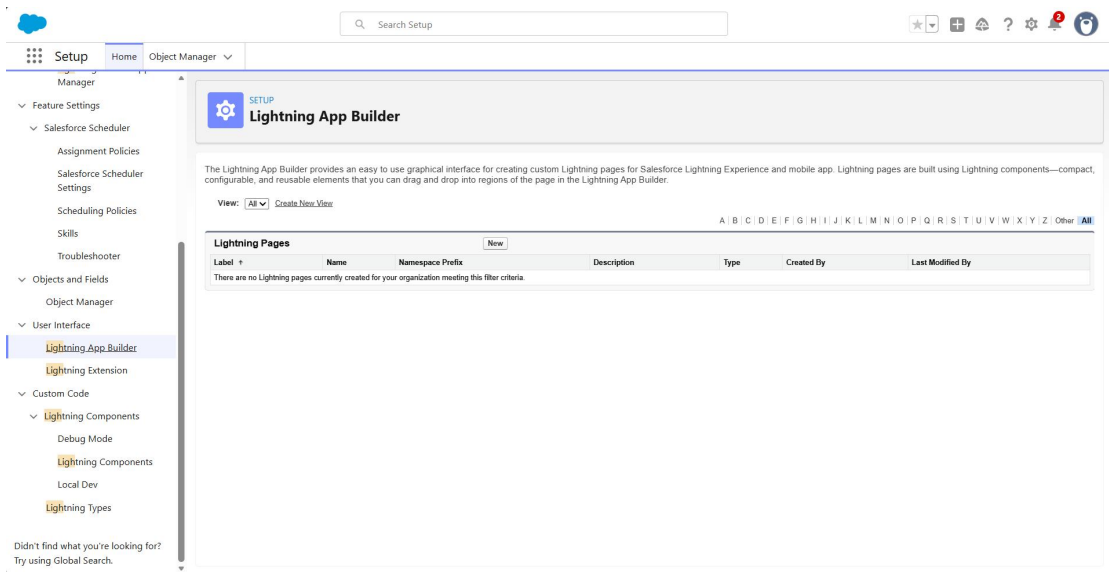 Search Setup
2
Setup
Home
Object Manager
Manager
Feature Settings
Salesforce Scheduler
Assignment Policies
Salesforce Scheduler
Settings
Scheduling Policies
Skills
Troubleshooter
Objects and Fields
Object Manager
User Interface
Lightning App Builder
Lightning Extension
Custom Code
Lightning Components
Debug Mode
Lightning Components
Local Dev
Lightning Types
Didn't find what you're looking for?
Try using Global Search.
SETUP
Lightning App Builder
The Lightning App Builder provides an easy to use graphical interface for creating custom Lightning pages for Salesforce Lightning Experience and mobile app. Lightning pages are built using Lightning components—compact,
configurable, and reusable elements that you can drag and drop into regions of the page in the Lightning App Builder.
View: All Create New View
A | B | C | D | E | F | G | H | I | J | K | L | M | N | O | P | Q | R | S | T | U | V | W | X | Y | Z | Other All
Lightning Pages New
Label ↑ Name Namespace Prefix Description Type Created By Last Modified By
There are no Lightning pages currently created for your organization meeting this filter criteria.